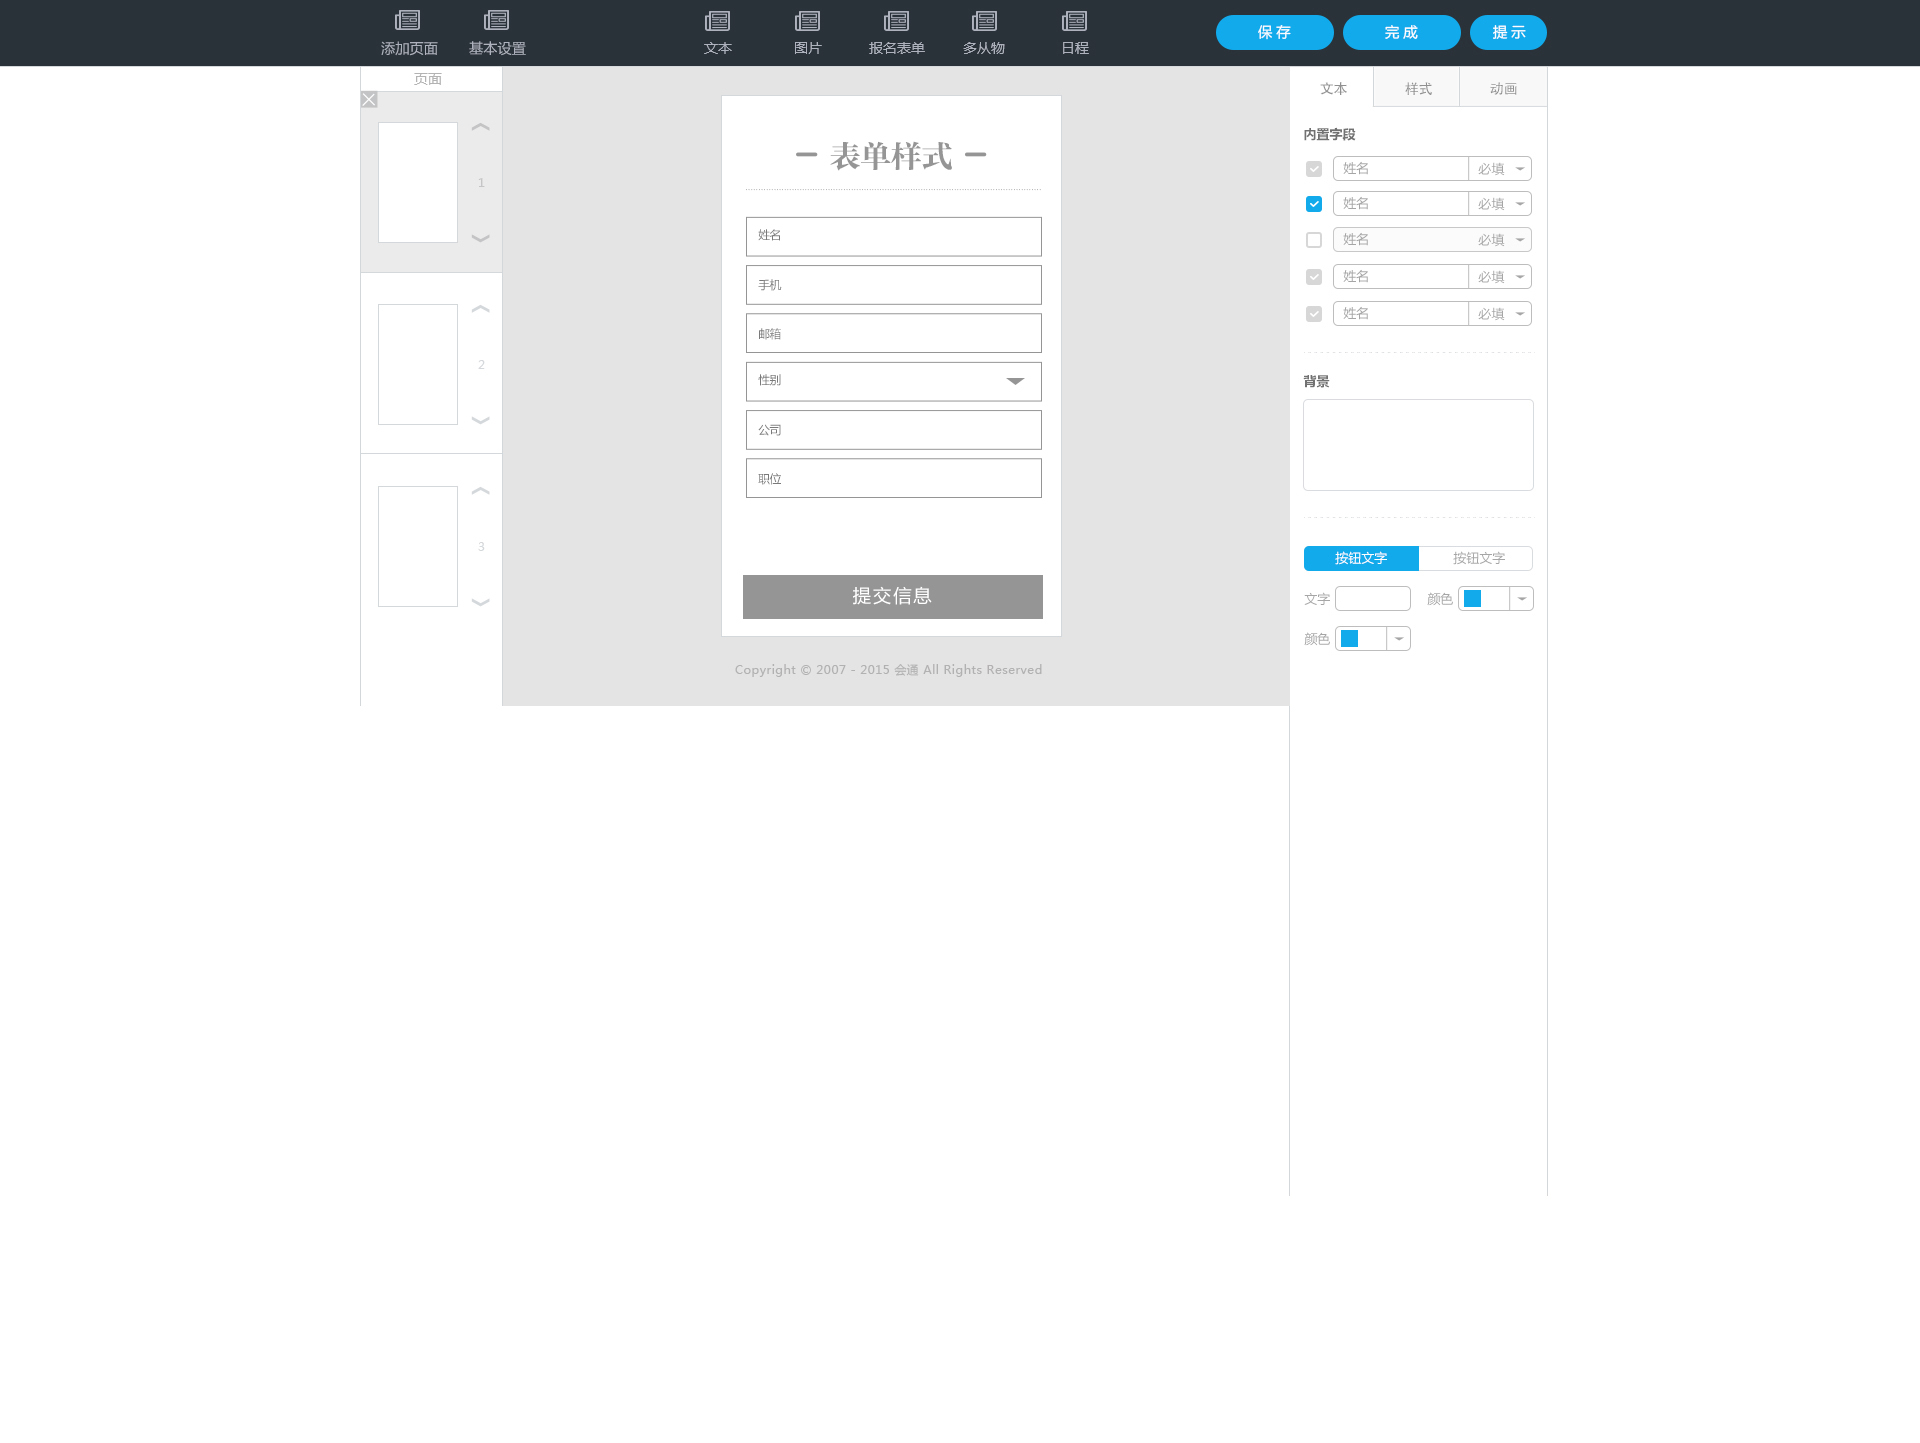 添加页面 基本设置 文本 图片 报名表单 多从物 日程 保存 完成 提示
页面
1
2
3
表单样式
姓名
手机
邮箱
性别
公司
职位
提交信息
Copyright © 2007 - 2015 会通 All Rights Reserved
文本 样式 动画
内置字段
姓名 必填
姓名 必填
姓名 必填
姓名 必填
姓名 必填
背景
按钮文字 按钮文字
文字 颜色
颜色